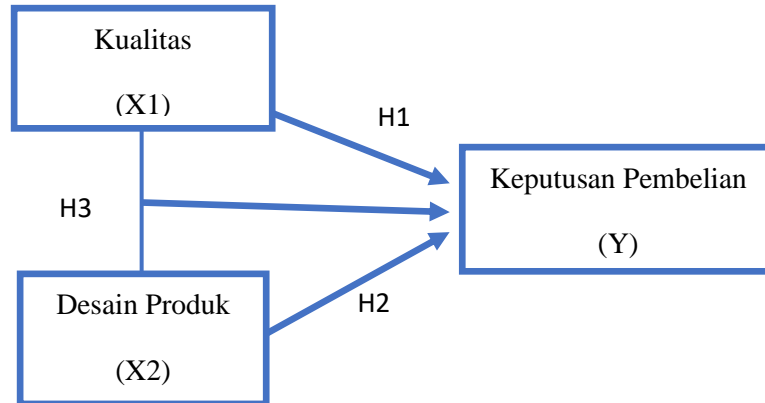 Kualitas
(X1)
H1
Keputusan Pembelian
(Y)
H3
Desain Produk
(X2)
H2